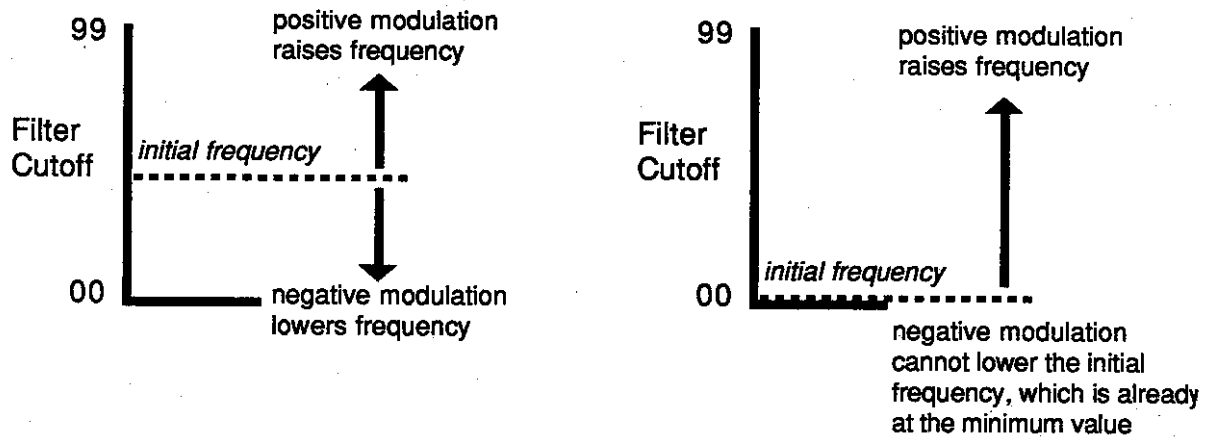 99
positive modulation
raises frequency
Filter
Cutoff
initial frequency
00
negative modulation
lowers frequency
99
positive modulation
raises frequency
Filter
Cutoff
initial frequency
00
negative modulation
cannot lower the initial
frequency, which is already
at the minimum value